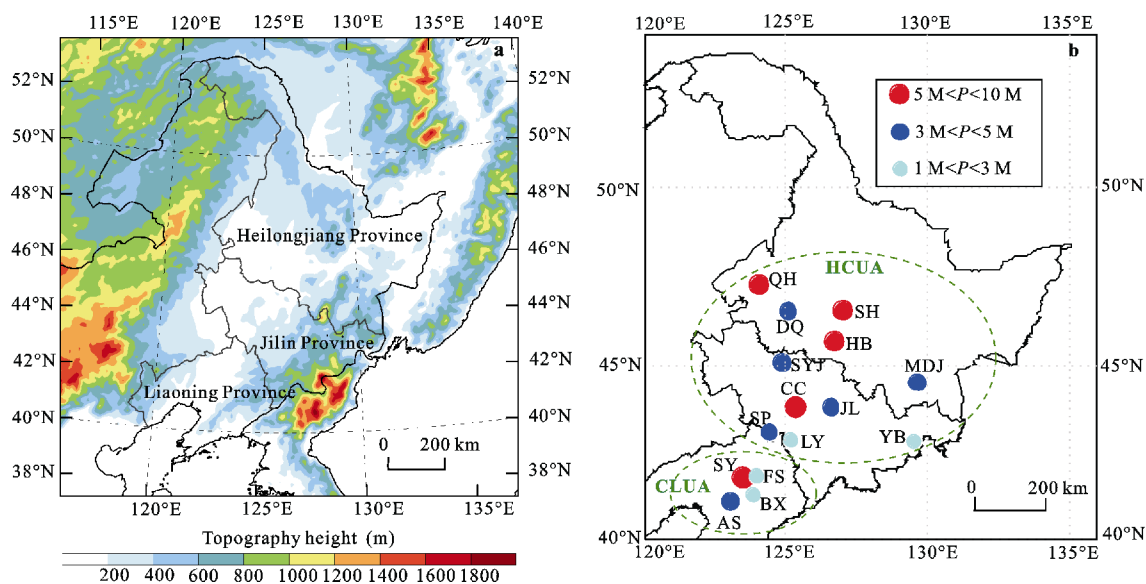 115°E 120°E 125°E 130°E 135°E 140°E
a
52°N 52°N
50°N 50°N
48°N 48°N
46°N 46°N
44°N 44°N
42°N 42°N
40°N 40°N
38°N 38°N
Heilongjiang Province
Jilin Province
Liaoning Province
0 200 km
120°E 125°E 130°E 135°E
Topography height (m)
200 400 600 800 1000 1200 1400 1600 1800
120°E 125°E 130°E 135°E
b
5 M<P<10 M
3 M<P<5 M
1 M<P<3 M
50°N 50°N
HCUA
QH
SH
DQ
HB
45°N 45°N
SYJ
MDJ
CC
JL
SP
LY
YB
SY
FS
CLUA
BX
AS
0 200 km
40°N 40°N
120°E 125°E 130°E 135°E